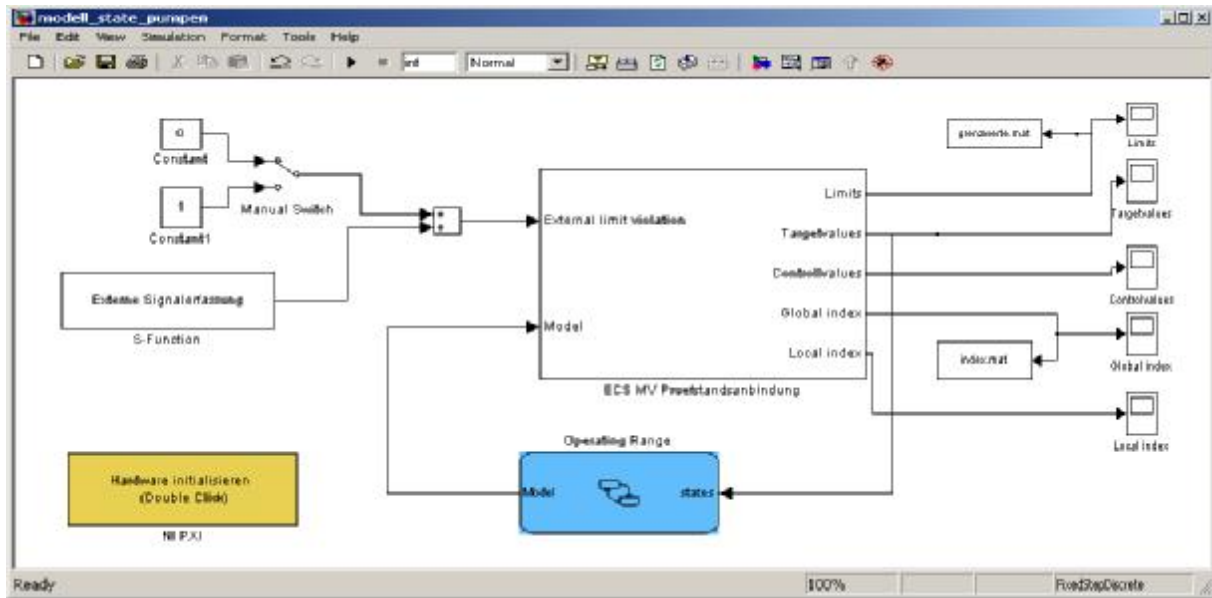 modell_state_pumpen
File Edit View Simulation Format Tools Help
inf Normal
0
Constant
1
Constant1
Manual Switch
Externe Signalerfassung
S-Function
External limit violation
Model
Limits
Targetvalues
Controllvalues
Global index
Local index
ECS MV Pruefstandsanbindung
grenzwerte.mat
Limits
Targetvalues
Controlvalues
index.mat
Global index
Local index
Operating Range
Model
states
Hardware initialisieren
(Double Click)
NI PXI
Ready 100% FixedStepDiscrete